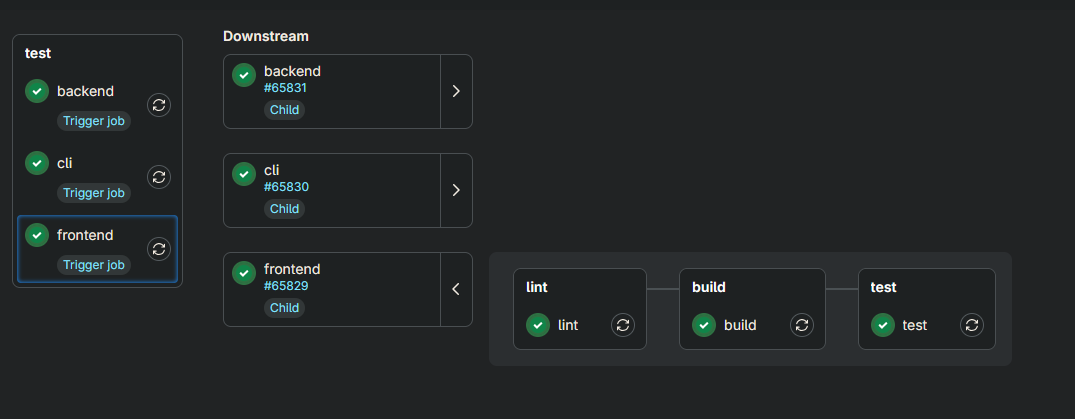 test
backend
Trigger job
cli
Trigger job
frontend
Trigger job
Downstream
backend
#65831
Child
cli
#65830
Child
frontend
#65829
Child
lint
lint
build
build
test
test